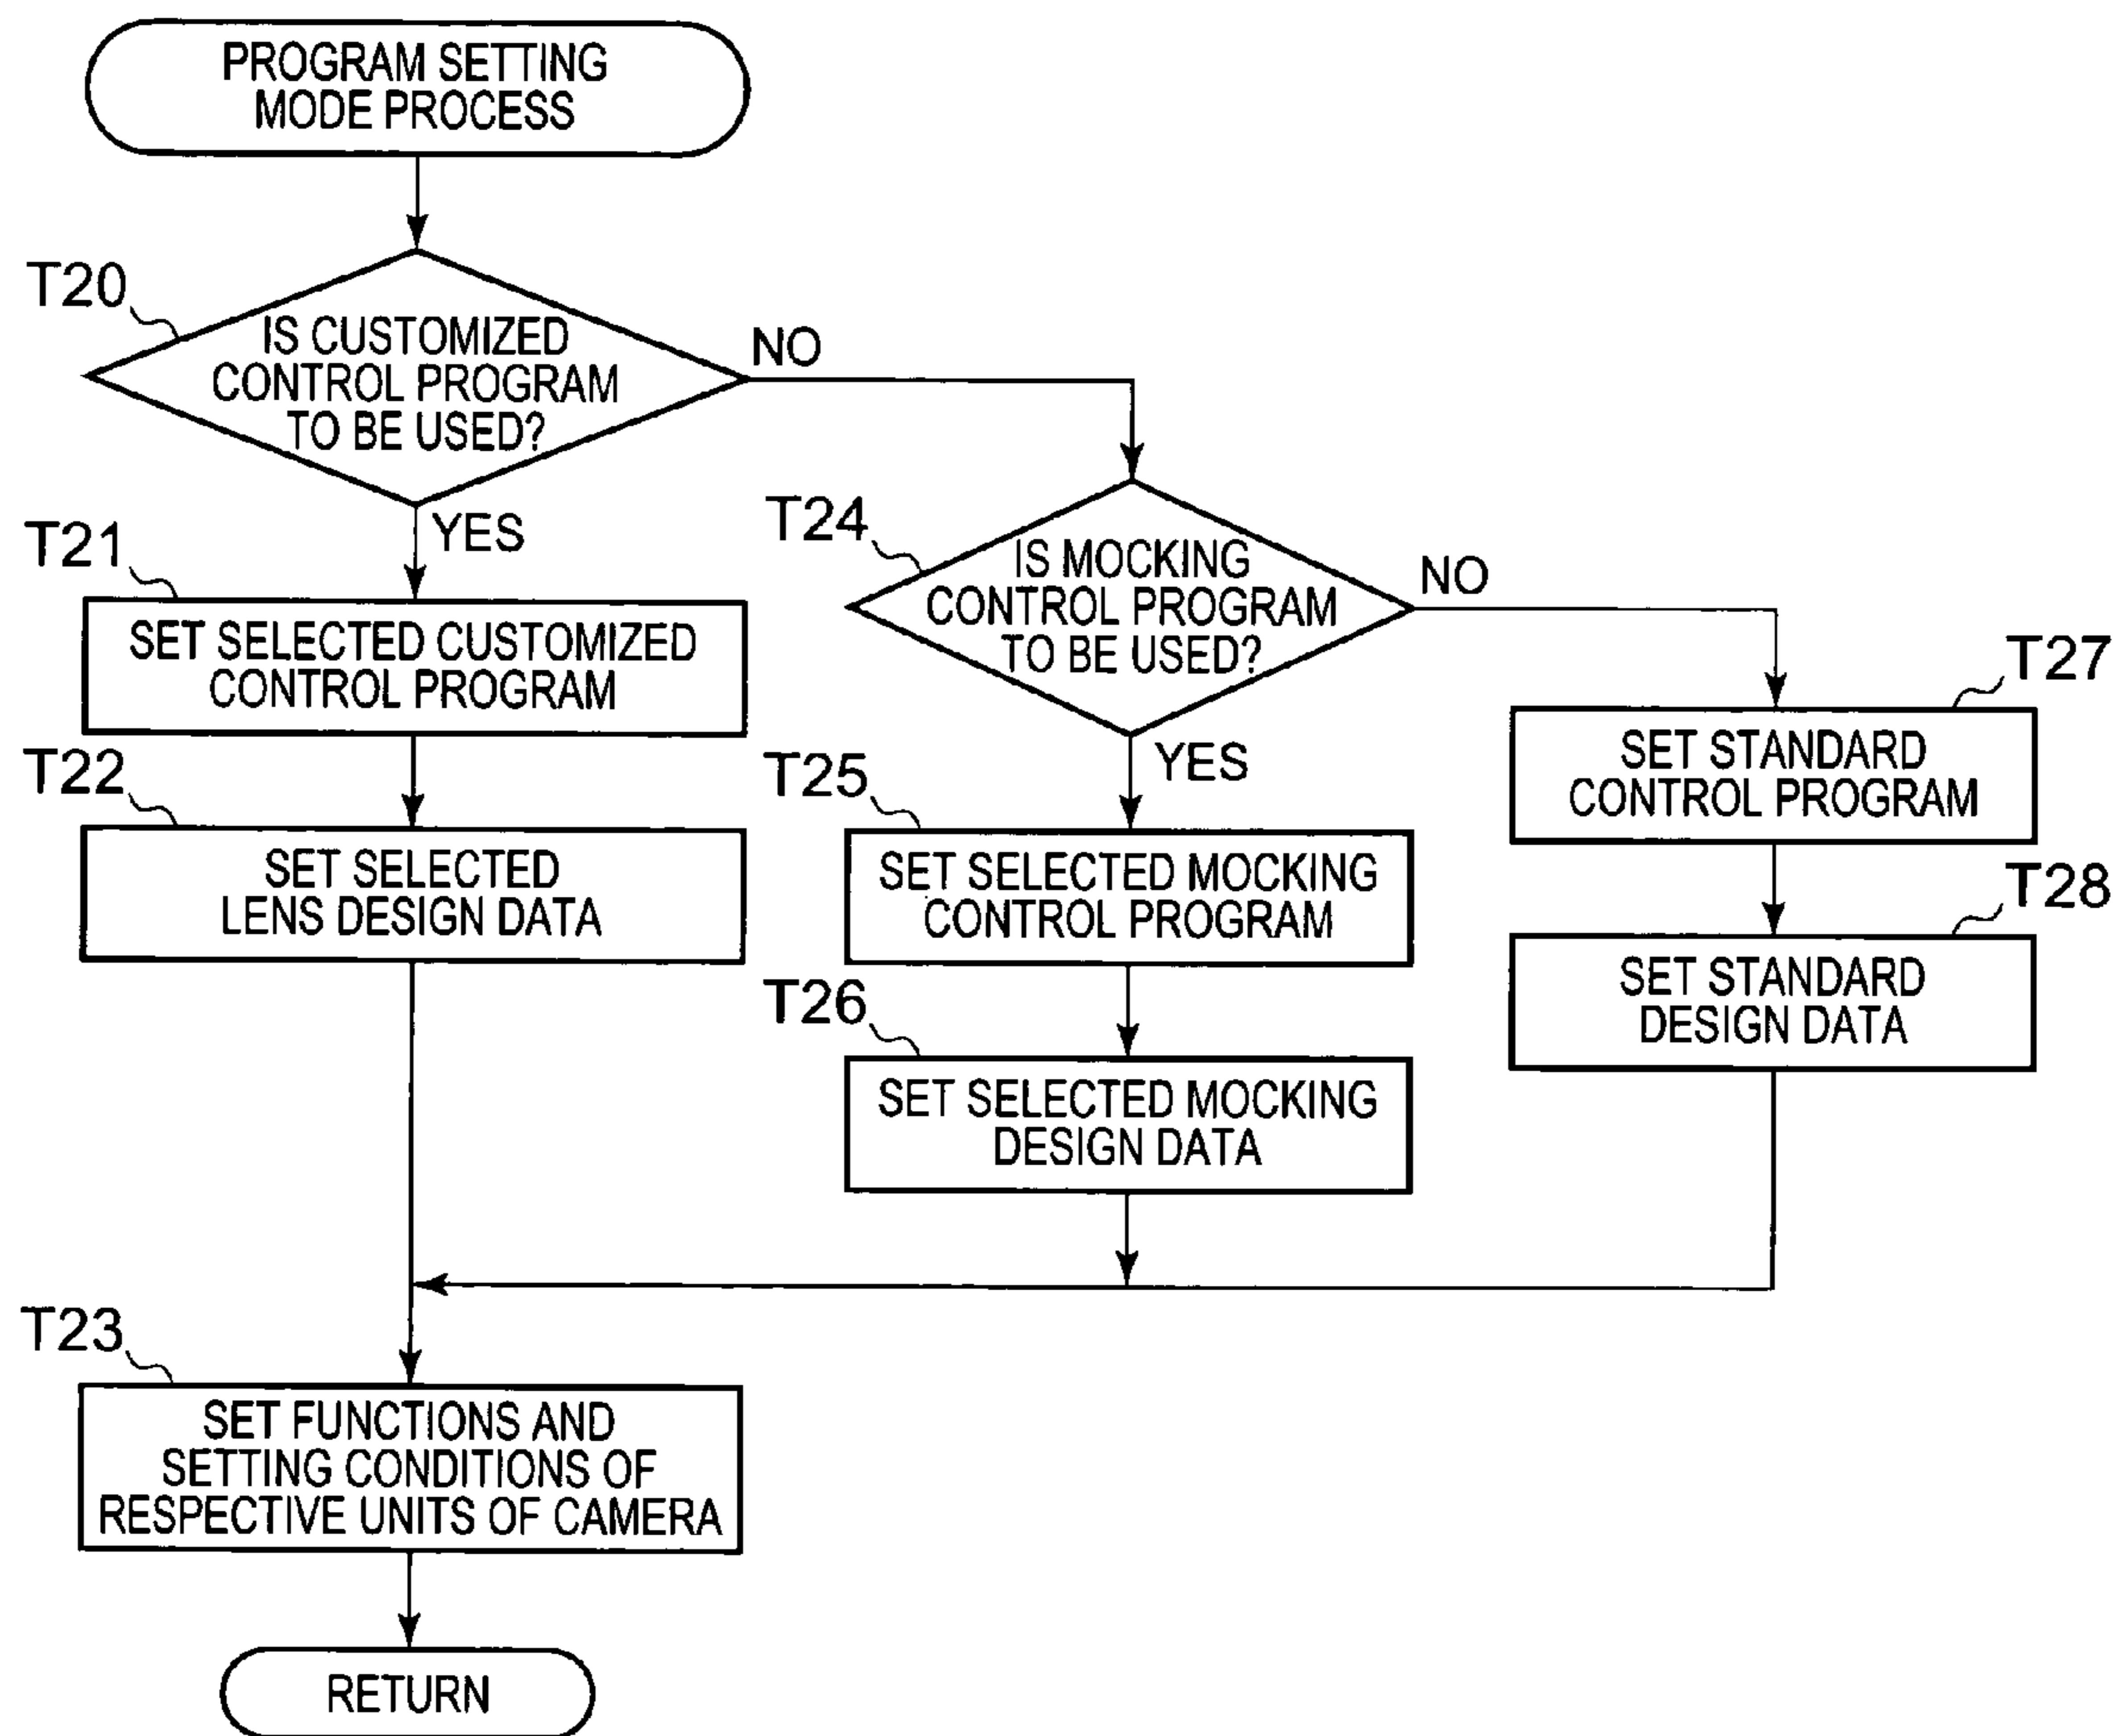 PROGRAM SETTING
MODE PROCESS
T20
IS CUSTOMIZED
CONTROL PROGRAM
TO BE USED?
NO
YES
T21
SET SELECTED CUSTOMIZED
CONTROL PROGRAM
T22
SET SELECTED
LENS DESIGN DATA
T24
IS MOCKING
CONTROL PROGRAM
TO BE USED?
NO
YES
T25
SET SELECTED MOCKING
CONTROL PROGRAM
T26
SET SELECTED MOCKING
DESIGN DATA
T27
SET STANDARD
CONTROL PROGRAM
T28
SET STANDARD
DESIGN DATA
T23
SET FUNCTIONS AND
SETTING CONDITIONS OF
RESPECTIVE UNITS OF CAMERA
RETURN